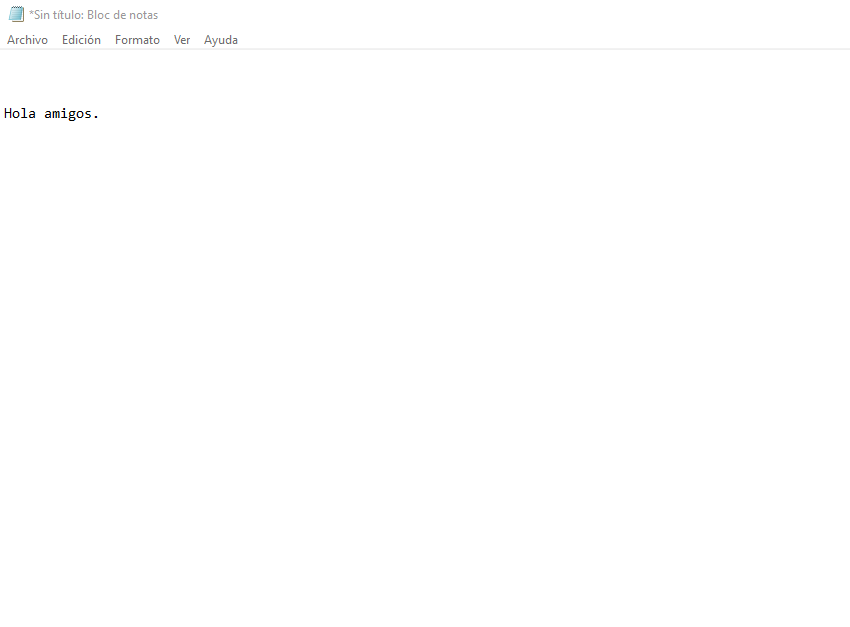 *Sin título: Bloc de notas
Archivo Edición Formato Ver Ayuda
Hola amigos.